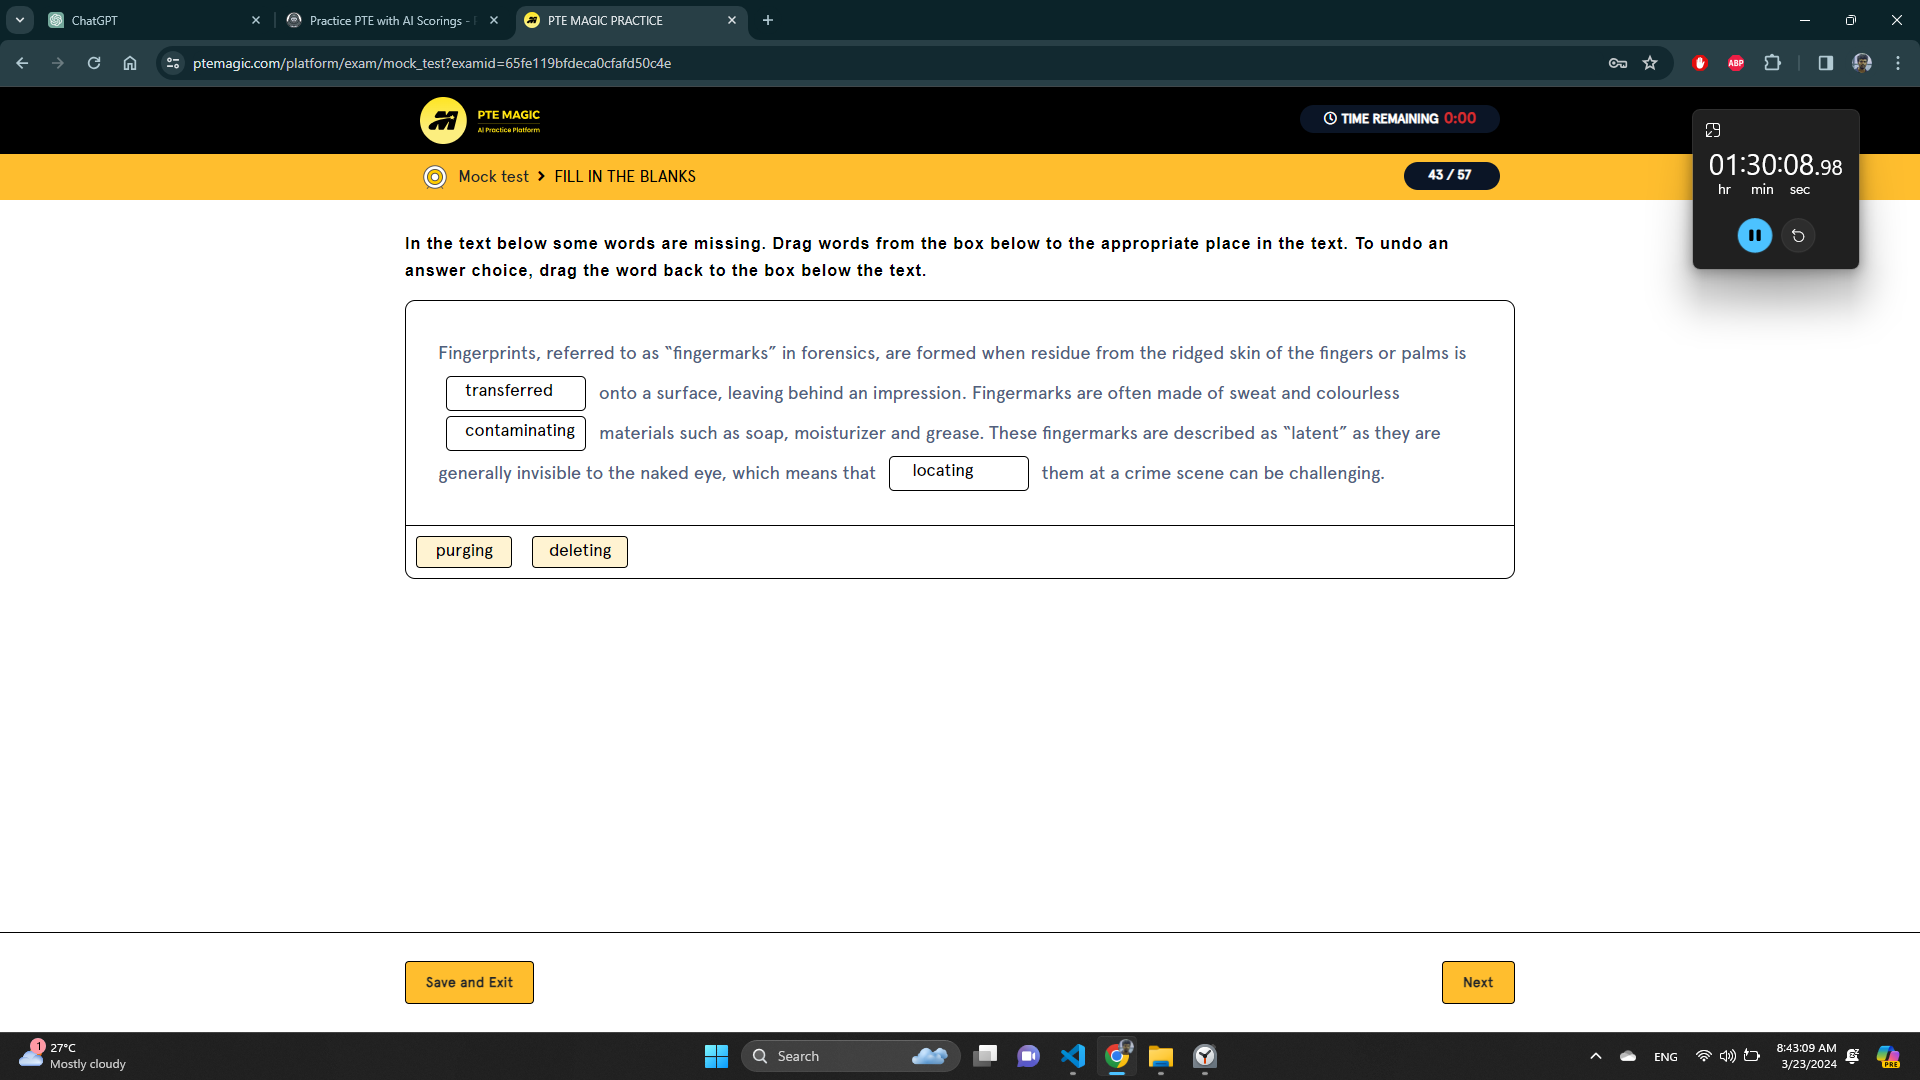 ChatGPT
Practice PTE with AI Scorings -
PTE MAGIC PRACTICE
ptemagic.com/platform/exam/mock_test?examid=65fe119bfdeca0cfafd50c4e
ABP
PTE MAGIC
AI Practice Platform
TIME REMAINING 0:00
01:30:08.98
hr min sec
Mock test > FILL IN THE BLANKS
43 / 57
In the text below some words are missing. Drag words from the box below to the appropriate place in the text. To undo an
answer choice, drag the word back to the box below the text.
Fingerprints, referred to as “fingermarks” in forensics, are formed when residue from the ridged skin of the fingers or palms is
transferred onto a surface, leaving behind an impression. Fingermarks are often made of sweat and colourless
contaminating materials such as soap, moisturizer and grease. These fingermarks are described as “latent” as they are
generally invisible to the naked eye, which means that locating them at a crime scene can be challenging.
purging deleting
Save and Exit
Next
1
27°C
Mostly cloudy
Search
ENG
8:43:09 AM
3/23/2024
PRE